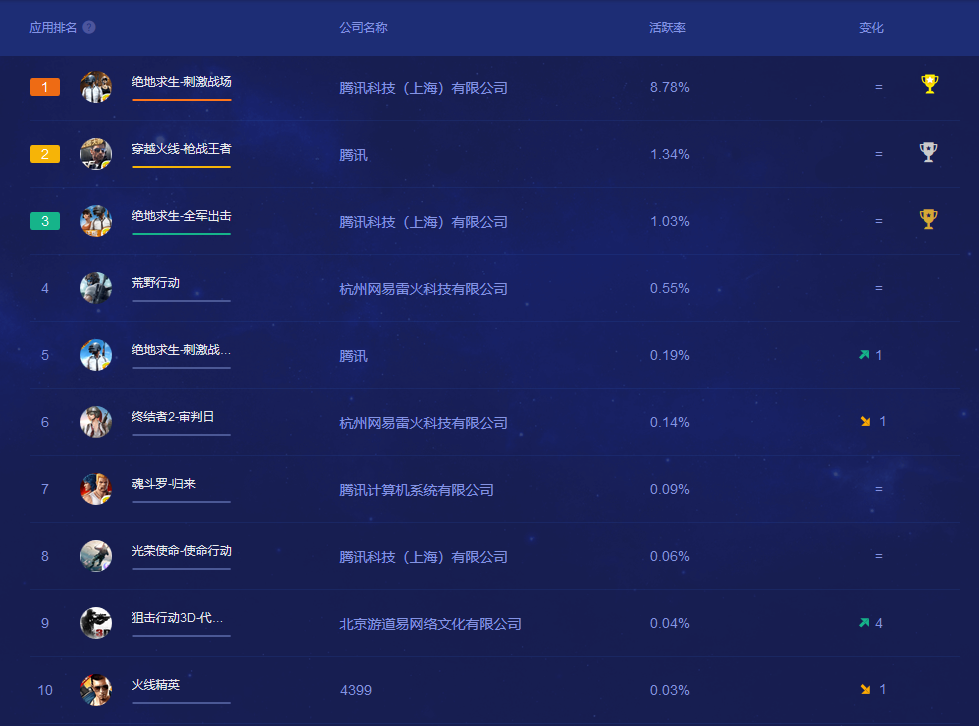 应用排名 ? 公司名称 活跃率 变化
1 绝地求生-刺激战场 腾讯科技（上海）有限公司 8.78% =
2 穿越火线-枪战王者 腾讯 1.34% =
3 绝地求生-全军出击 腾讯科技（上海）有限公司 1.03% =
4 荒野行动 杭州网易雷火科技有限公司 0.55% =
5 绝地求生-刺激战... 腾讯 0.19% 1
6 终结者2-审判日 杭州网易雷火科技有限公司 0.14% 1
7 魂斗罗-归来 腾讯计算机系统有限公司 0.09% =
8 光荣使命-使命行动 腾讯科技（上海）有限公司 0.06% =
9 狙击行动3D-代... 北京游道易网络文化有限公司 0.04% 4
10 火线精英 4399 0.03% 1